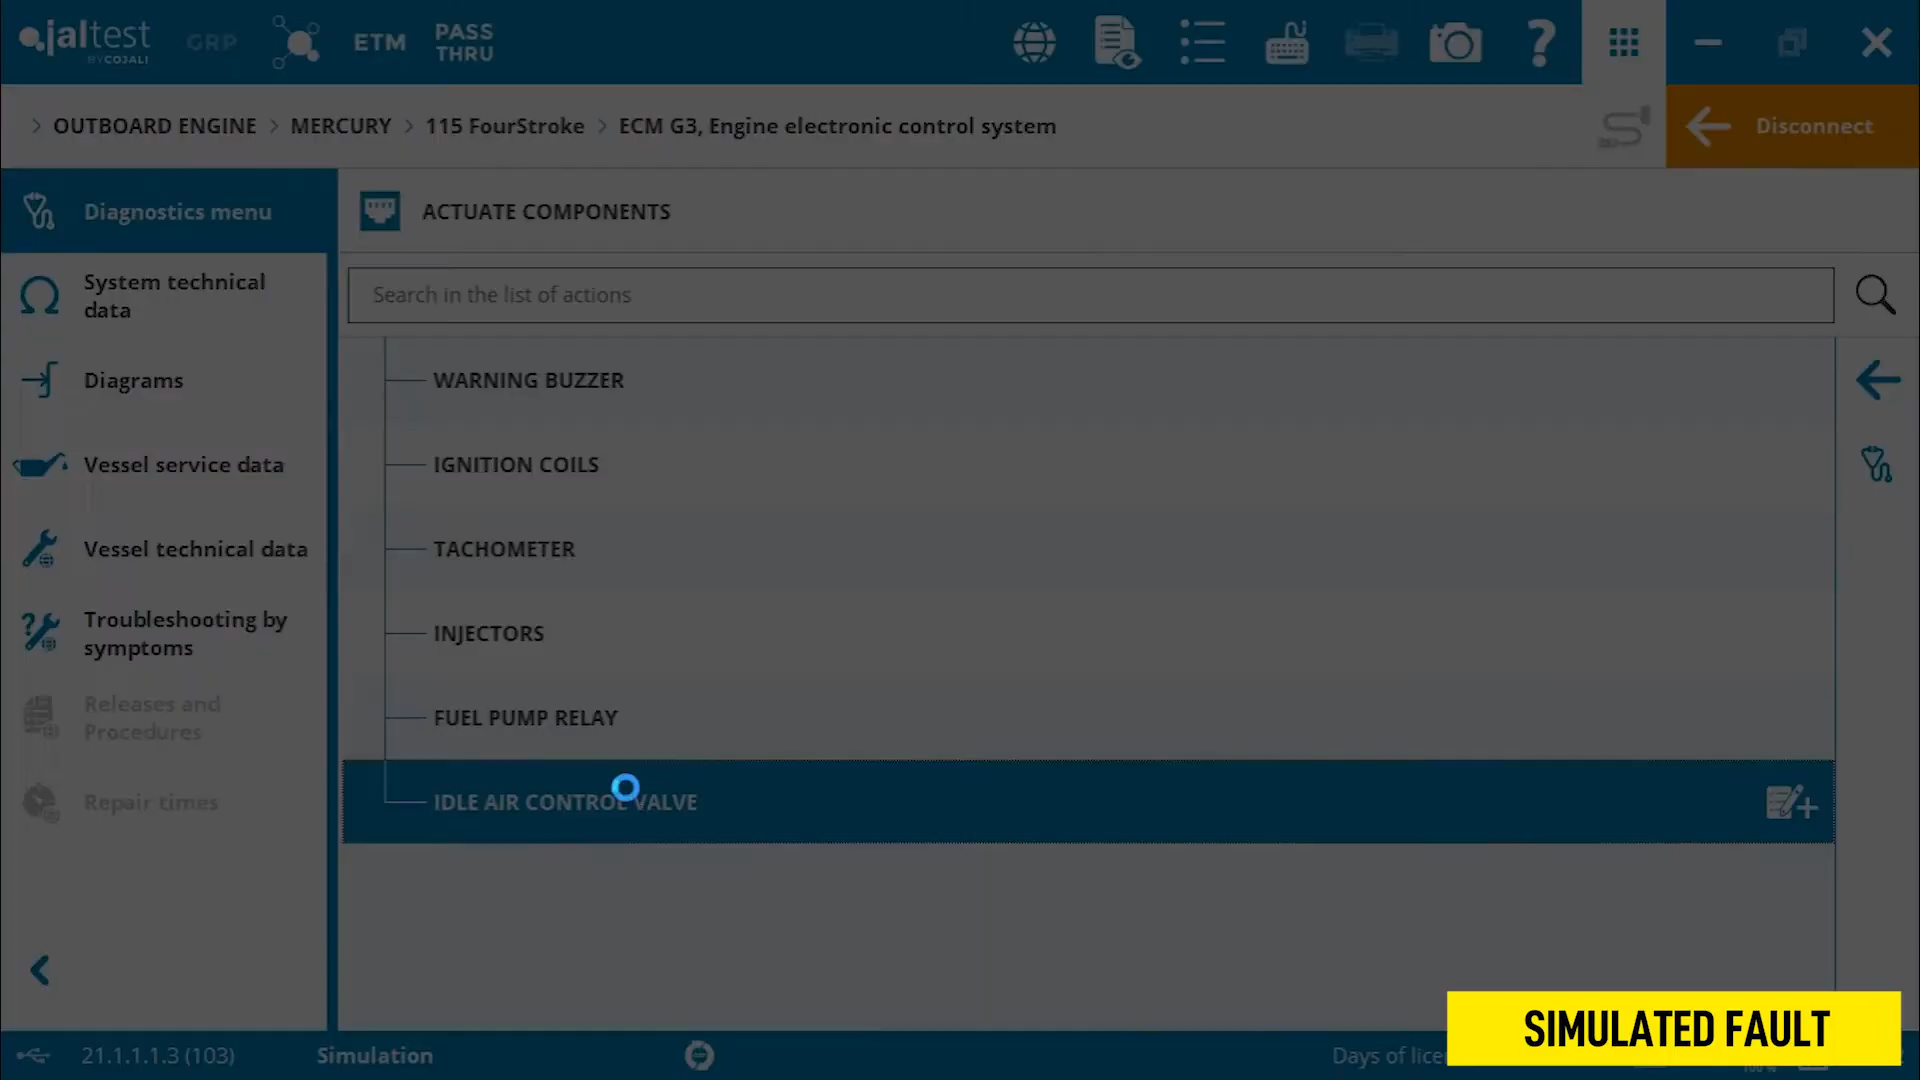 jaltest
BY COJALI
GRP
ETM
PASS
THRU
OUTBOARD ENGINE > MERCURY > 115 FourStroke > ECM G3, Engine electronic control system
Disconnect
Diagnostics menu
ACTUATE COMPONENTS
System technical
data
Search in the list of actions
Diagrams
WARNING BUZZER
Vessel service data
IGNITION COILS
Vessel technical data
TACHOMETER
Troubleshooting by
symptoms
INJECTORS
Releases and
Procedures
FUEL PUMP RELAY
Repair times
IDLE AIR CONTROL VALVE
SIMULATED FAULT
21.1.1.1.3 (103)
Simulation
Days of